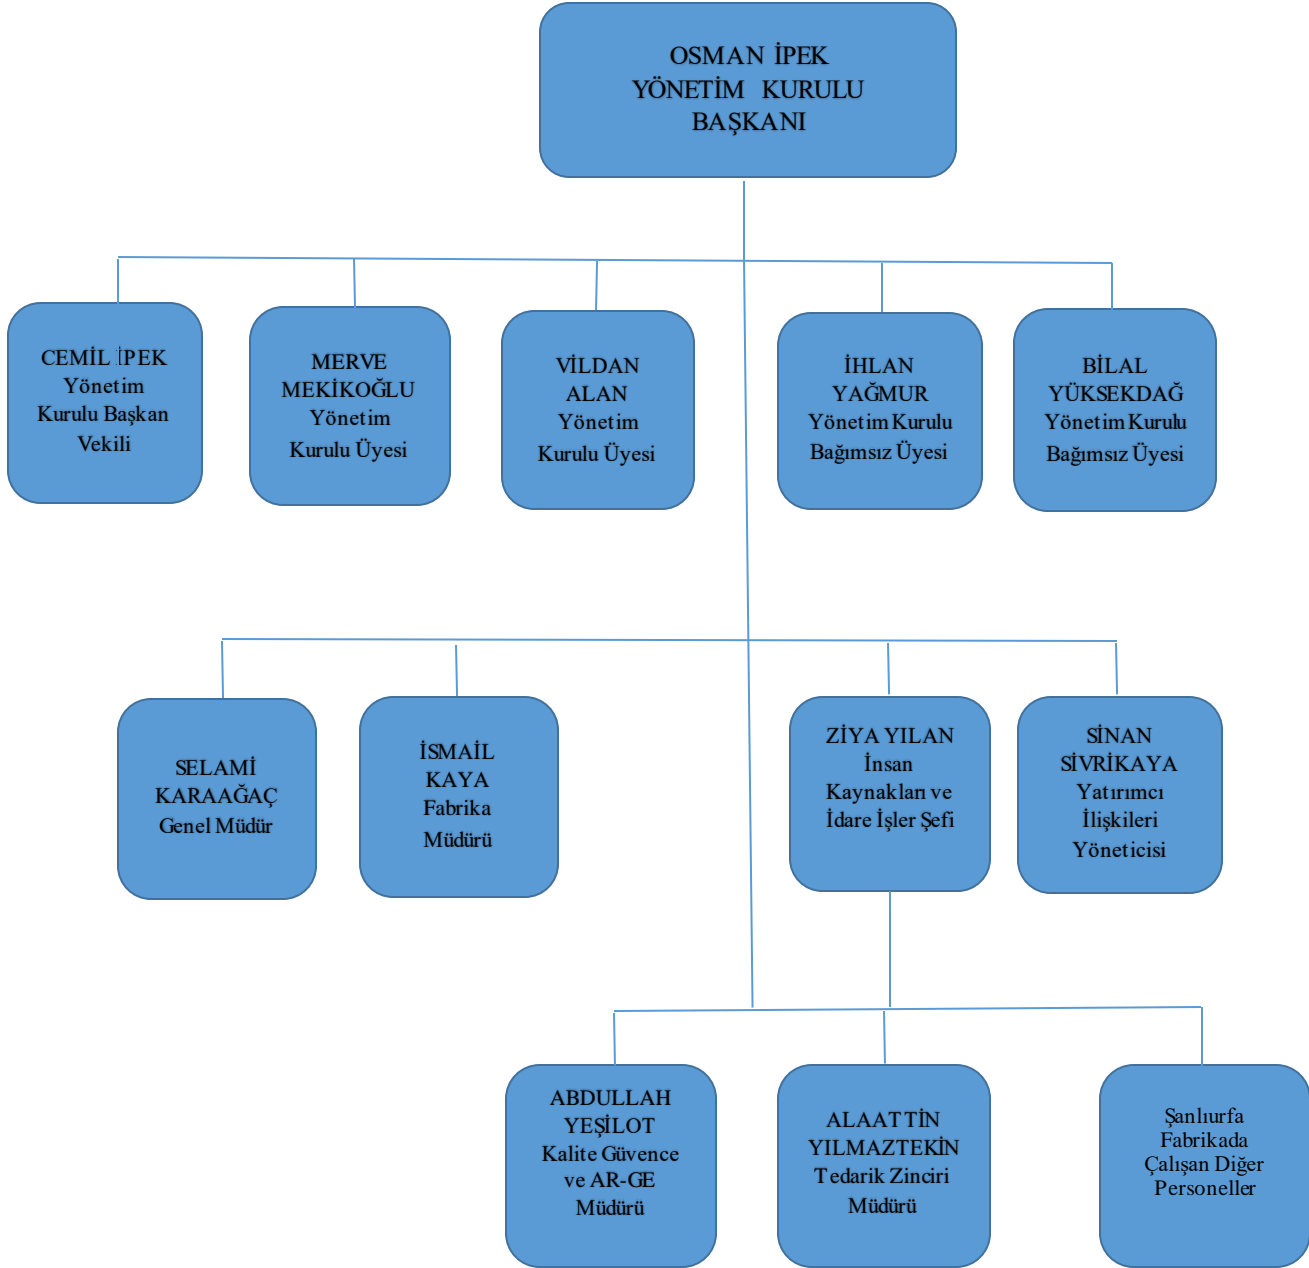 OSMAN İPEK
YÖNETİM KURULU
BAŞKANI
CEMİL İPEK
Yönetim
Kurulu Başkan
Vekili
MERVE
MEKİKOĞLU
Yönetim
Kurulu Üyesi
VİLDAN
ALAN
Yönetim
Kurulu Üyesi
İHLAN
YAĞMUR
Yönetim Kurulu
Bağımsız Üyesi
BİLAL
YÜKSEKDAĞ
Yönetim Kurulu
Bağımsız Üyesi
SELAMİ
KARAAĞAÇ
Genel Müdür
İSMAİL
KAYA
Fabrika
Müdürü
ZİYA YILAN
İnsan
Kaynakları ve
İdare İşler Şefi
SİNAN
SİVRİKAYA
Yatırımcı
İlişkileri
Yöneticisi
ABDULLAH
YEŞİLOT
Kalite Güvence
ve AR-GE
Müdürü
ALAATTİN
YILMAZTEKİN
Tedarik Zinciri
Müdürü
Şanlıurfa
Fabrikada
Çalışan Diğer
Personeller